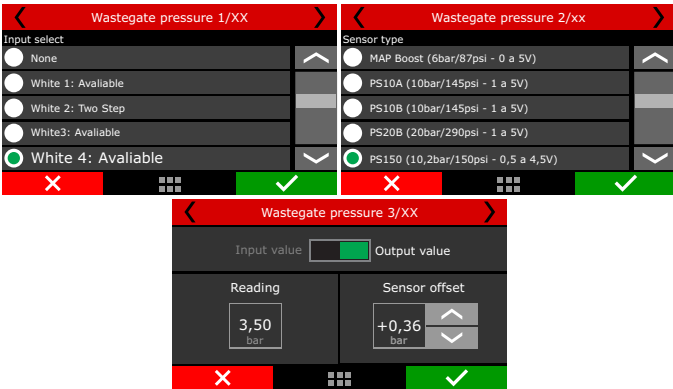 Wastegate pressure 1/XX
Input select
None
White 1: Avaliable
White 2: Two Step
White3: Avaliable
White 4: Avaliable
Wastegate pressure 2/xx
Sensor type
MAP Boost (6bar/87psi - 0 a 5V)
PS10A (10bar/145psi - 1 a 5V)
PS10B (10bar/145psi - 1 a 5V)
PS20B (20bar/290psi - 1 a 5V)
PS150 (10,2bar/150psi - 0,5 a 4,5V)
Wastegate pressure 3/XX
Input value Output value
Reading
3,50
bar
Sensor offset
+0,36
bar